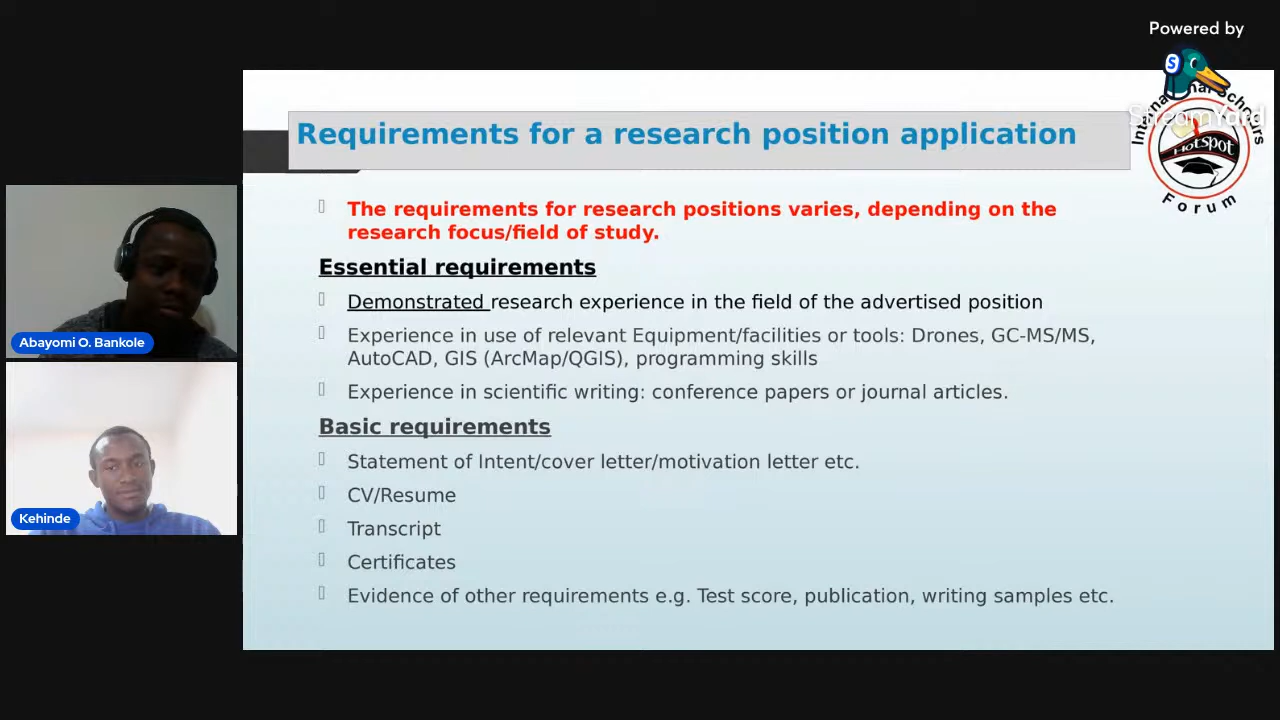 Powered by
S
StreamYard
International Scholars
HotSpot
Forum
Requirements for a research position application
The requirements for research positions varies, depending on the
research focus/field of study.
Essential requirements
Demonstrated research experience in the field of the advertised position
Experience in use of relevant Equipment/facilities or tools: Drones, GC-MS/MS,
AutoCAD, GIS (ArcMap/QGIS), programming skills
Experience in scientific writing: conference papers or journal articles.
Basic requirements
Statement of Intent/cover letter/motivation letter etc.
CV/Resume
Transcript
Certificates
Evidence of other requirements e.g. Test score, publication, writing samples etc.
Abayomi O. Bankole
Kehinde